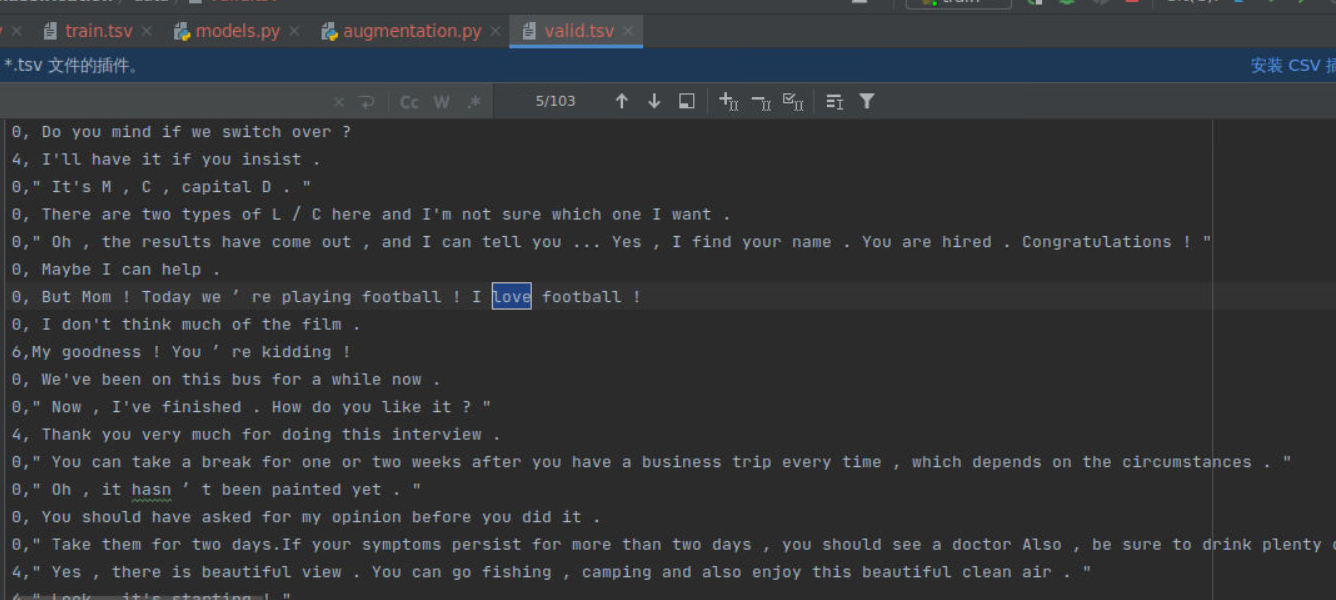 train.tsv models.py augmentation.py valid.tsv
*.tsv 文件的插件。 安装 CSV
Cc W .* 5/103
0, Do you mind if we switch over ?
4, I'll have it if you insist .
0," It's M , C , capital D . "
0, There are two types of L / C here and I'm not sure which one I want .
0," Oh , the results have come out , and I can tell you ... Yes , I find your name . You are hired . Congratulations ! "
0, Maybe I can help .
0, But Mom ! Today we ’ re playing football ! I love football !
0, I don't think much of the film .
6,My goodness ! You ’ re kidding !
0, We've been on this bus for a while now .
0," Now , I've finished . How do you like it ? "
4, Thank you very much for doing this interview .
0," You can take a break for one or two weeks after you have a business trip every time , which depends on the circumstances . "
0," Oh , it hasn ’ t been painted yet . "
0, You should have asked for my opinion before you did it .
0," Take them for two days.If your symptoms persist for more than two days , you should see a doctor Also , be sure to drink plenty
4," Yes , there is beautiful view . You can go fishing , camping and also enjoy this beautiful clean air . "
4," Look , it's starting ! "